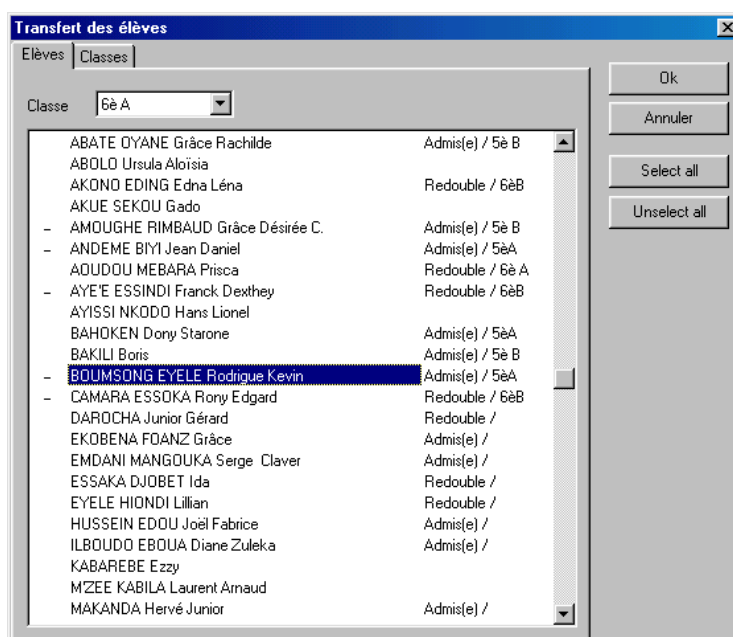 Transfert des élèves
Elèves Classes
Classe 6è A
Ok
Annuler
Select all
Unselect all
ABATE OYANE Grâce Rachilde Admis(e) / 5è B
ABOLO Ursula Aloïsia
AKONO EDING Edna Léna Redouble / 6èB
AKUE SEKOU Gado
– AMOUGHE RIMBAUD Grâce Désirée C. Admis(e) / 5è B
– ANDEME BIYI Jean Daniel Admis(e) / 5èA
AOUDOU MEBARA Prisca Redouble / 6è A
– AYE'E ESSINDI Franck Dexthey Redouble / 6èB
AYISSI NKODO Hans Lionel
BAHOKEN Dony Starone Admis(e) / 5èA
BAKILI Boris Admis(e) / 5è B
– BOUMSONG EYELE Rodrigue Kevin Admis(e) / 5èA
– CAMARA ESSOKA Rony Edgard Redouble / 6èB
DAROCHA Junior Gérard Redouble /
EKOBENA FOANZ Grâce Admis(e) /
EMDANI MANGOUKA Serge  Claver Admis(e) /
ESSAKA DJOBET Ida Redouble /
EYELE HIONDI Lillian Redouble /
HUSSEIN EDOU Joël Fabrice Admis(e) /
ILBOUDO EBOUA Diane Zuleka Admis(e) /
KABAREBE Ezzy
M'ZEE KABILA Laurent Arnaud
MAKANDA Hervé Junior Admis(e) /